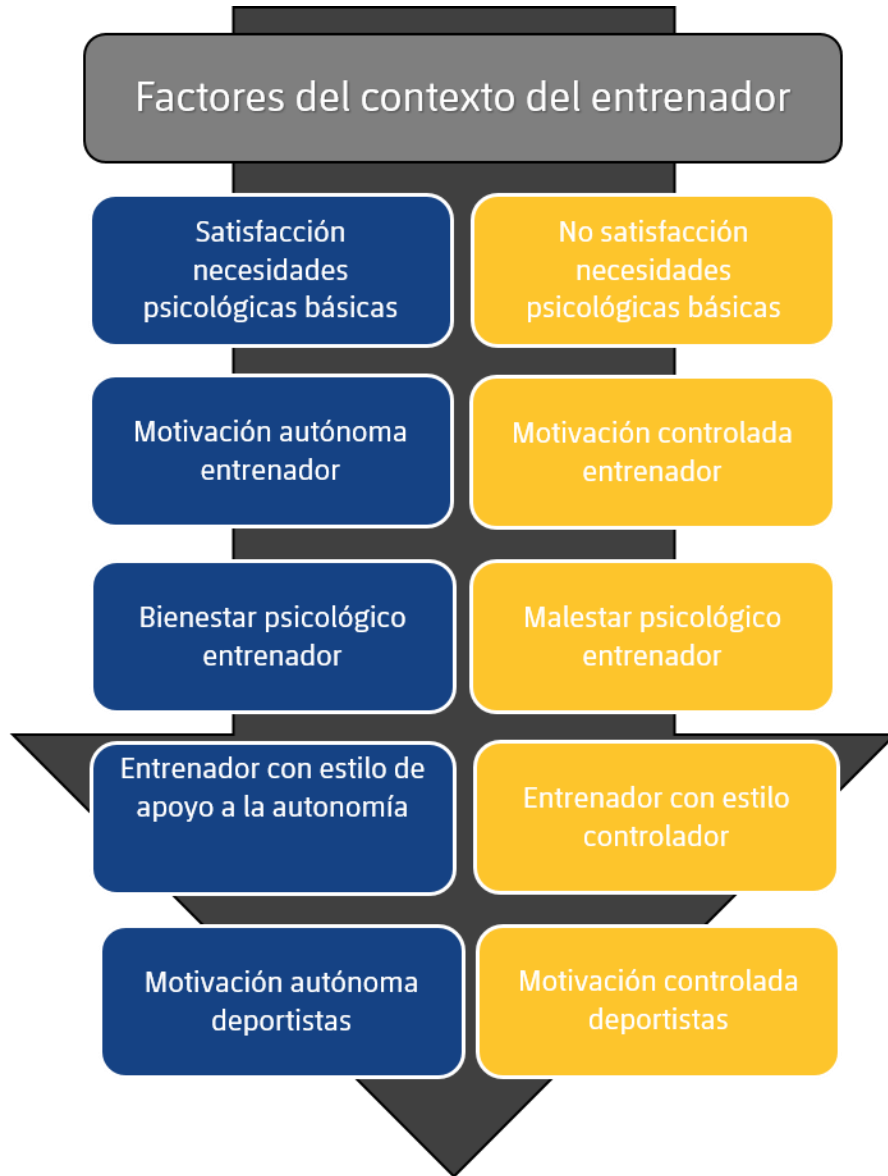 Factores del contexto del entrenador
Satisfacción
necesidades
psicológicas básicas
No satisfacción
necesidades
psicológicas básicas
Motivación autónoma
entrenador
Motivación controlada
entrenador
Bienestar psicológico
entrenador
Malestar psicológico
entrenador
Entrenador con estilo de
apoyo a la autonomía
Entrenador con estilo
controlador
Motivación autónoma
deportistas
Motivación controlada
deportistas